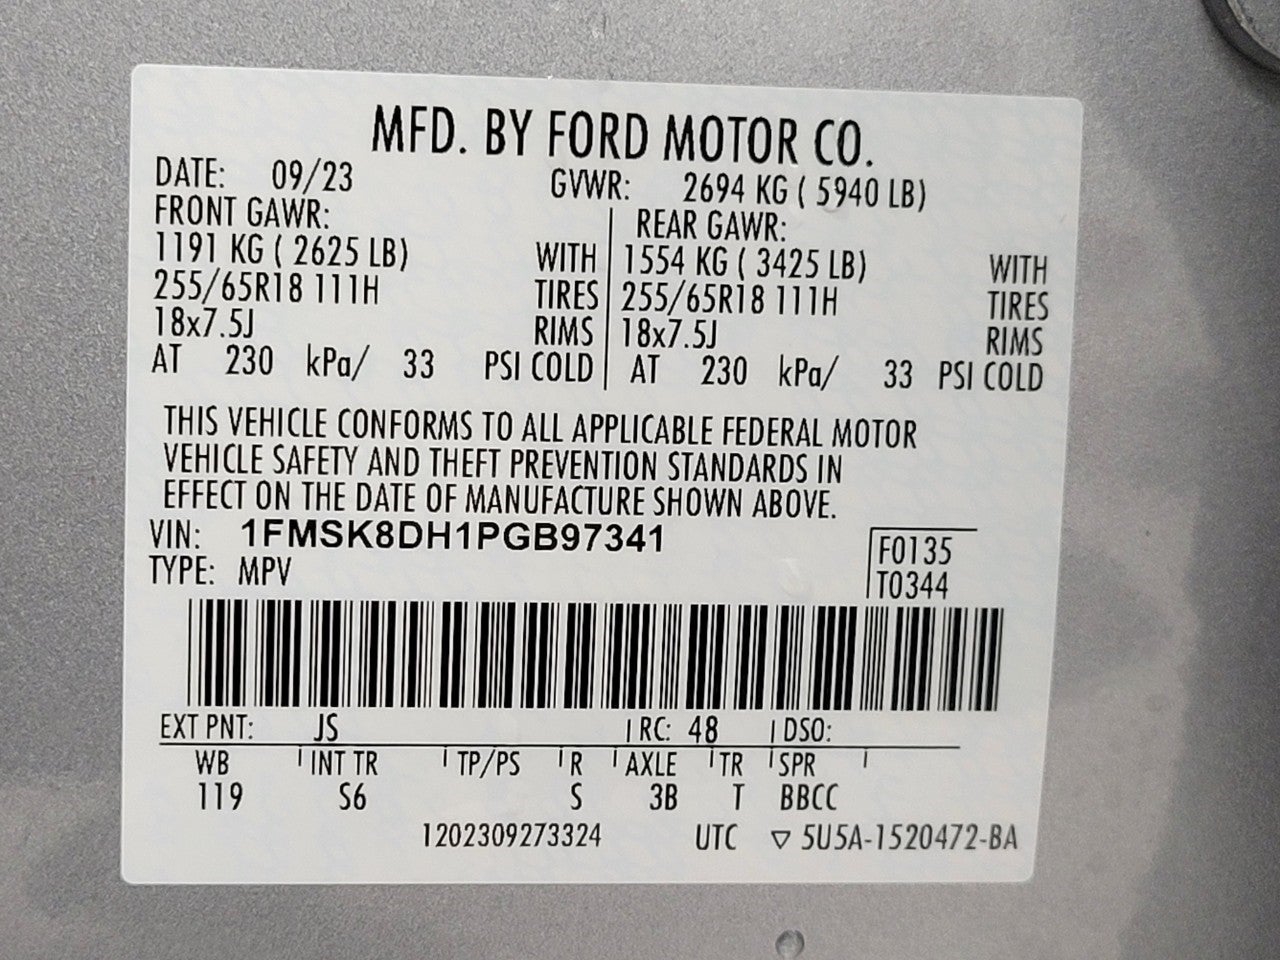 MFD. BY FORD MOTOR CO.
DATE: 09/23 GVWR: 2694 KG ( 5940 LB)
FRONT GAWR: REAR GAWR:
1191 KG ( 2625 LB) WITH 1554 KG ( 3425 LB) WITH
255/65R18 111H TIRES 255/65R18 111H TIRES
18x7.5J RIMS 18x7.5J RIMS
AT 230 kPa/ 33 PSI COLD AT 230 kPa/ 33 PSI COLD
THIS VEHICLE CONFORMS TO ALL APPLICABLE FEDERAL MOTOR
VEHICLE SAFETY AND THEFT PREVENTION STANDARDS IN
EFFECT ON THE DATE OF MANUFACTURE SHOWN ABOVE.
VIN: 1FMSK8DH1PGB97341
F0135
TYPE: MPV T0344
EXT PNT: JS RC: 48 DSO:
WB INT TR TP/PS R AXLE TR SPR
119 S6 S 3B T BBCC
1202309273324 UTC ▽ 5U5A-1520472-BA